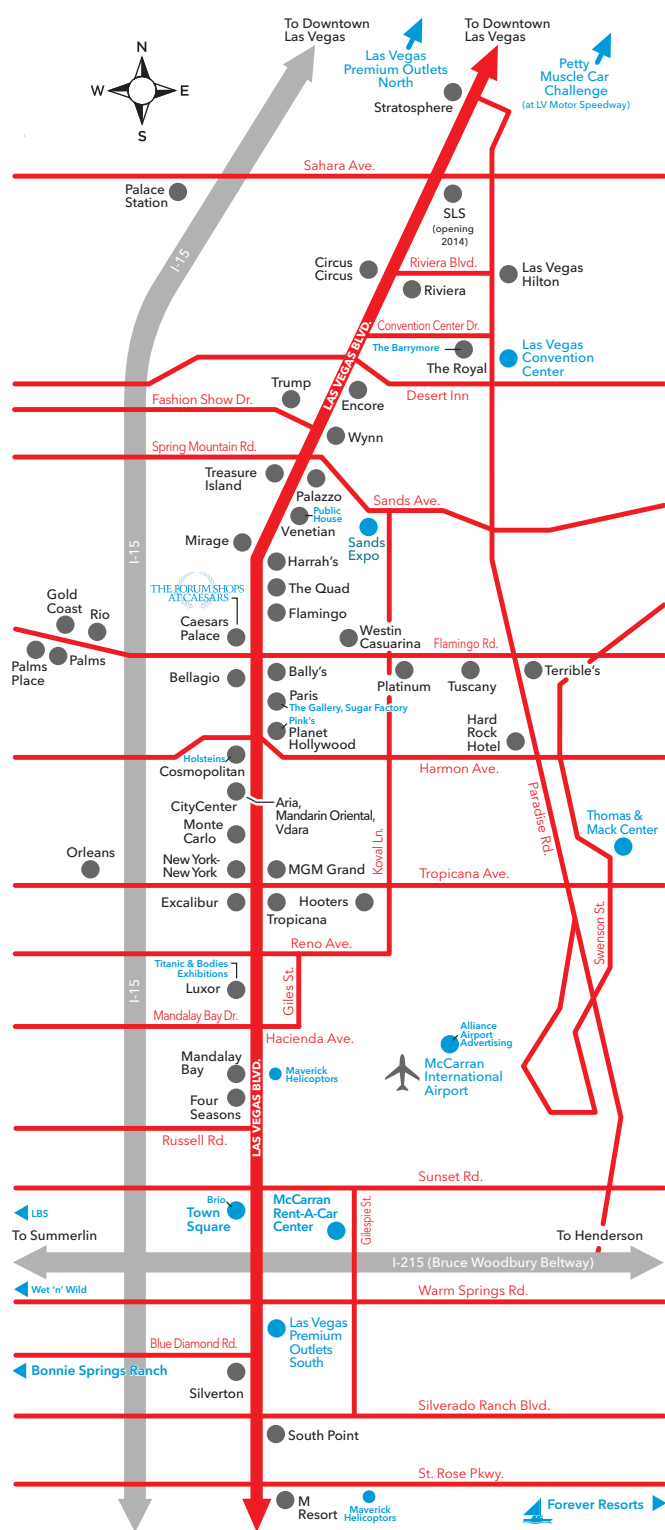 To Downtown
Las Vegas
To Downtown
Las Vegas
Las Vegas
Premium Outlets
North
Petty
Muscle Car
Challenge
(at LV Motor Speedway)
N
W
E
S
Stratosphere
Sahara Ave.
Palace
Station
SLS
(opening
2014)
I-15
Circus
Circus
Riviera Blvd.
Las Vegas
Hilton
Riviera
Convention Center Dr.
LAS VEGAS BLVD.
The Barrymore
The Royal
Las Vegas
Convention
Center
Trump
Encore
Desert Inn
Fashion Show Dr.
Wynn
Spring Mountain Rd.
Treasure
Island
Palazzo
Sands Ave.
Public
House
Venetian
Sands
Expo
Mirage
I-15
Harrah's
THE FORUM SHOPS
AT CAESARS
The Quad
Gold
Coast
Rio
Flamingo
Caesars
Palace
Westin
Casuarina
Flamingo Rd.
Palms
Place
Palms
Bellagio
Bally's
Platinum
Tuscany
Terrible's
Paris
The Gallery, Sugar Factory
Pink's
Planet
Hollywood
Hard
Rock
Hotel
Holsteins
Cosmopolitan
Harmon Ave.
CityCenter
Aria,
Mandarin Oriental,
Vdara
Paradise Rd.
Thomas &
Mack Center
Monte
Carlo
Koval Ln.
Orleans
New York-
New York
MGM Grand
Tropicana Ave.
Excalibur
Tropicana
Hooters
Swenson St.
Reno Ave.
Titanic & Bodies
Exhibitions
Luxor
Giles St.
I-15
Mandalay Bay Dr.
Hacienda Ave.
Alliance
Airport
Advertising
Mandalay
Bay
Maverick
Helicoptors
McCarran
International
Airport
Four
Seasons
LAS VEGAS BLVD.
Russell Rd.
Sunset Rd.
LBS
Brio
Town
Square
McCarran
Rent-A-Car
Center
Gilespie St.
To Summerlin
To Henderson
I-215 (Bruce Woodbury Beltway)
Wet 'n' Wild
Warm Springs Rd.
Las Vegas
Premium
Outlets
South
Blue Diamond Rd.
Bonnie Springs Ranch
Silverton
Silverado Ranch Blvd.
South Point
St. Rose Pkwy.
M
Resort
Maverick
Helicoptors
Forever Resorts